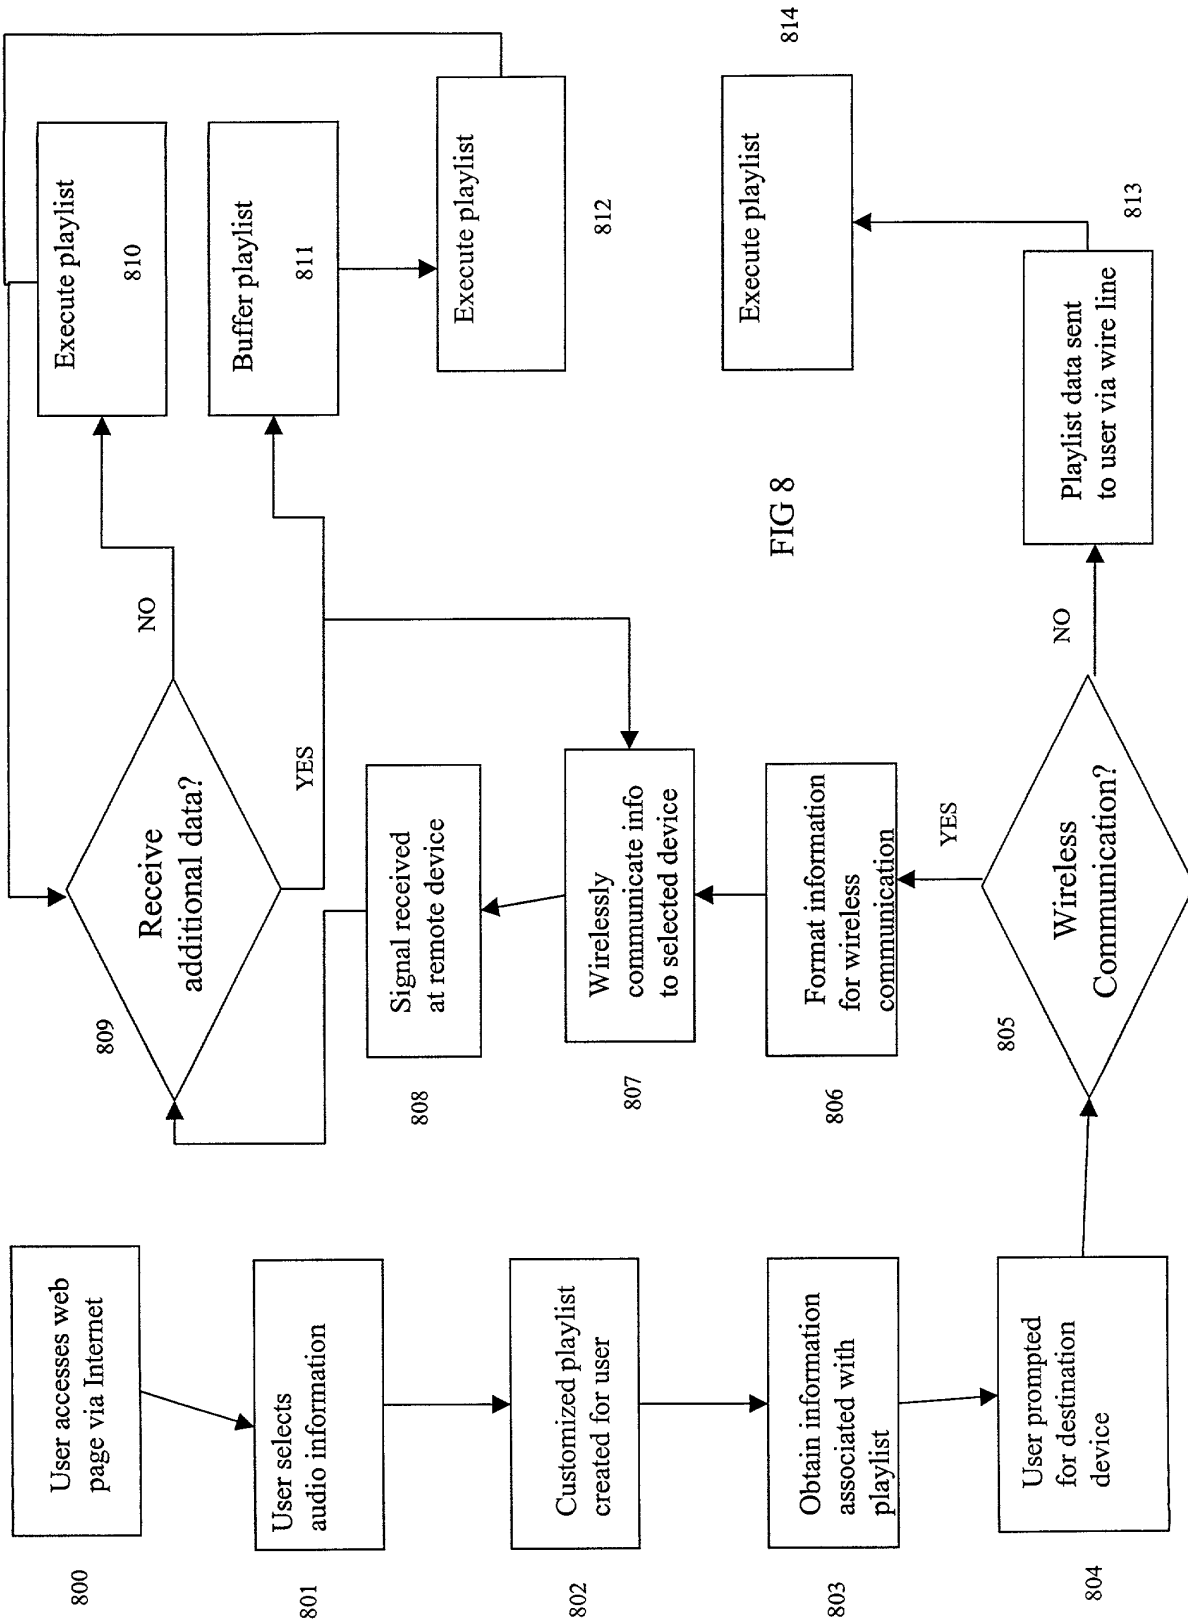 800
User accesses web
page via Internet
801
User selects
audio information
802
Customized playlist
created for user
803
Obtain information
associated with
playlist
804
User prompted
for destination
device
805
Wireless
Communication?
YES
NO
806
Format information
for wireless
communication
807
Wirelessly
communicate info
to selected device
808
Signal received
at remote device
809
Receive
additional data?
NO
YES
Execute playlist
810
Buffer playlist
811
Execute playlist
812
Playlist data sent
to user via wire line
813
Execute playlist
814
FIG 8